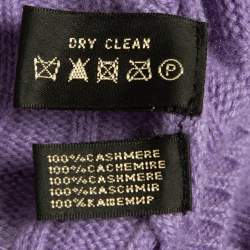 DRY CLEAN
P
100%CASHMERE
100%CACHEMIRE
100%CASHMERE
100%KASCHMIR
100%КАШЕМИР